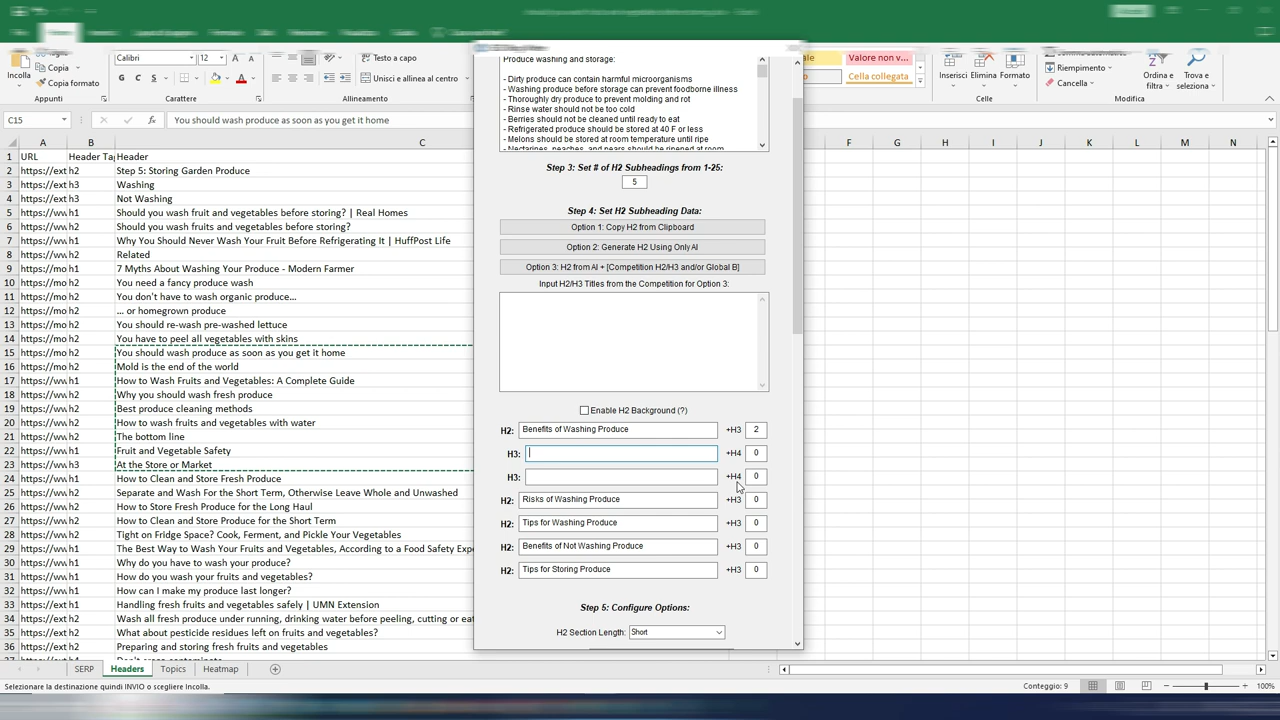 Calibri 12 Testo a capo Valore non v...
Incolla Copia Copia formato G C S Unisci e allinea al centro Cella collegata Inserisci Elimina Formato Riempimento Ordina e filtra Trova e seleziona
Appunti Carattere Allineamento Celle Modifica
C15 fx You should wash produce as soon as you get it home
A B C F G H I J K L M N
1 URL Header Ta Header
2 https://ext h2 Step 5: Storing Garden Produce
3 https://ext h3 Washing
4 https://ext h3 Not Washing
5 https://ww h1 Should you wash fruit and vegetables before storing? | Real Homes
6 https://ww h2 Should you wash fruits and vegetables before storing?
7 https://ww h1 Why You Should Never Wash Your Fruit Before Refrigerating It | HuffPost Life
8 https://ww h2 Related
9 https://mo h1 7 Myths About Washing Your Produce - Modern Farmer
10 https://mo h2 You need a fancy produce wash
11 https://mo h2 You don't have to wash organic produce...
12 https://mo h2 ... or homegrown produce
13 https://mo h2 You should re-wash pre-washed lettuce
14 https://mo h2 You have to peel all vegetables with skins
15 https://mo h2 You should wash produce as soon as you get it home
16 https://mo h2 Mold is the end of the world
17 https://ww h1 How to Wash Fruits and Vegetables: A Complete Guide
18 https://ww h2 Why you should wash fresh produce
19 https://ww h2 Best produce cleaning methods
20 https://ww h2 How to wash fruits and vegetables with water
21 https://ww h2 The bottom line
22 https://ww h1 Fruit and Vegetable Safety
23 https://ww h3 At the Store or Market
24 https://ww h1 How to Clean and Store Fresh Produce
25 https://ww h2 Separate and Wash For the Short Term, Otherwise Leave Whole and Unwashed
26 https://ww h2 How to Store Fresh Produce for the Long Haul
27 https://ww h2 How to Clean and Store Produce for the Short Term
28 https://ww h2 Tight on Fridge Space? Cook, Ferment, and Pickle Your Vegetables
29 https://ww h1 The Best Way to Wash Your Fruits and Vegetables, According to a Food Safety Exp
30 https://ww h1 Why do you have to wash your produce?
31 https://ww h1 How do you wash your fruits and vegetables?
32 https://ww h1 How can I make my produce last longer?
33 https://ext h1 Handling fresh fruits and vegetables safely | UMN Extension
34 https://ext h2 Wash all fresh produce under running, drinking water before peeling, cutting or eat
35 https://ext h2 What about pesticide residues left on fruits and vegetables?
36 https://ext h2 Preparing and storing fresh fruits and vegetables
SERP Headers Topics Heatmap
Selezionare la destinazione quindi INVIO o scegliere Incolla. Conteggio: 9 100%
Produce washing and storage:
- Dirty produce can contain harmful microorganisms
- Washing produce before storage can prevent foodborne illness
- Thoroughly dry produce to prevent molding and rot
- Rinse water should not be too cold
- Berries should not be cleaned until ready to eat
- Refrigerated produce should be stored at 40 F or less
- Melons should be stored at room temperature until ripe
- Nectarines, peaches, and pears should be ripened at room
Step 3: Set # of H2 Subheadings from 1-25:
5
Step 4: Set H2 Subheading Data:
Option 1: Copy H2 from Clipboard
Option 2: Generate H2 Using Only AI
Option 3: H2 from AI + [Competition H2/H3 and/or Global B]
Input H2/H3 Titles from the Competition for Option 3:
Enable H2 Background (?)
H2: Benefits of Washing Produce +H3 2
H3: +H4 0
H3: +H4 0
H2: Risks of Washing Produce +H3 0
H2: Tips for Washing Produce +H3 0
H2: Benefits of Not Washing Produce +H3 0
H2: Tips for Storing Produce +H3 0
Step 5: Configure Options:
H2 Section Length: Short